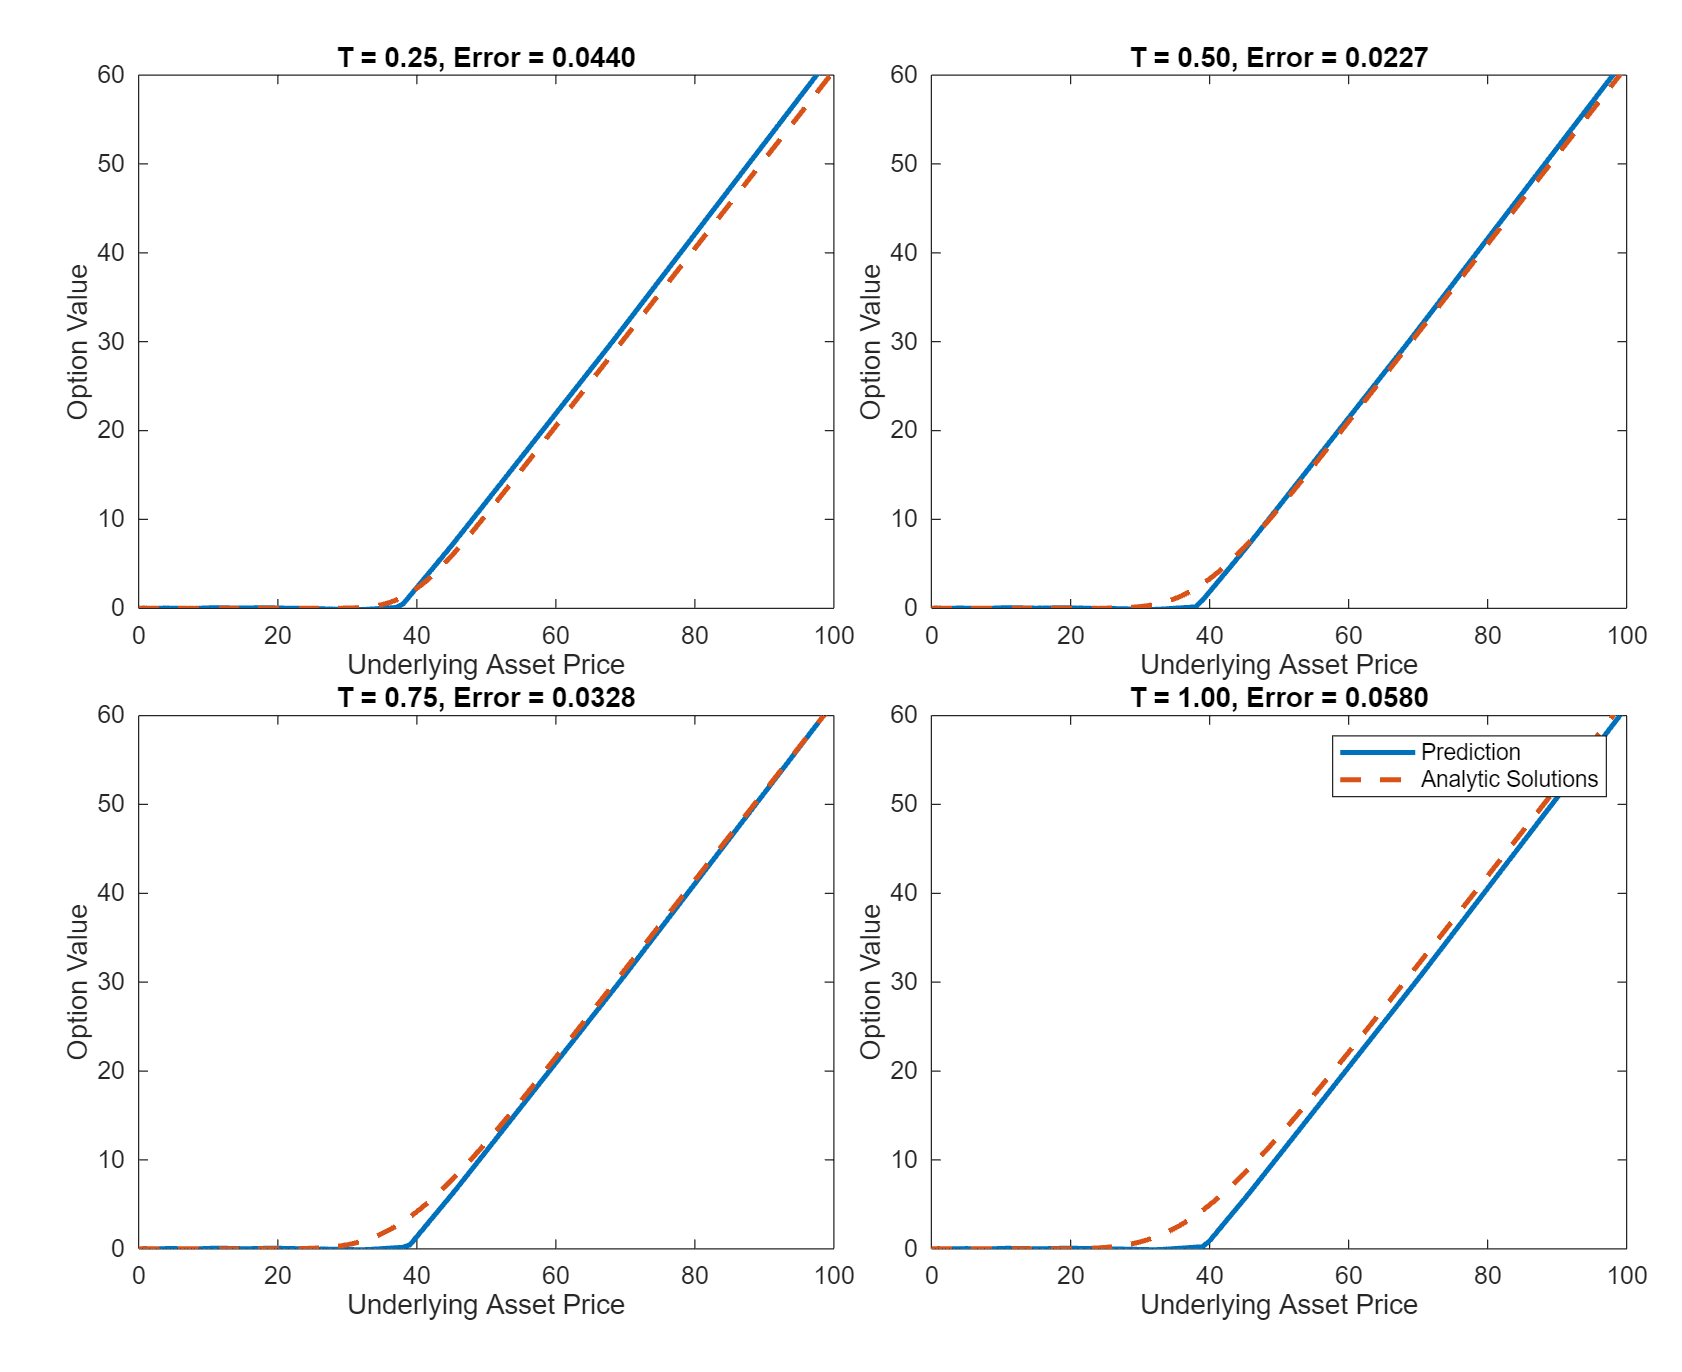 T = 0.25, Error = 0.0440
60
50
40
30
20
10
0
Option Value
0 20 40 60 80 100
Underlying Asset Price
T = 0.50, Error = 0.0227
60
50
40
30
20
10
0
Option Value
0 20 40 60 80 100
Underlying Asset Price
T = 0.75, Error = 0.0328
60
50
40
30
20
10
0
Option Value
0 20 40 60 80 100
Underlying Asset Price
T = 1.00, Error = 0.0580
Prediction
Analytic Solutions
60
50
40
30
20
10
0
Option Value
0 20 40 60 80 100
Underlying Asset Price